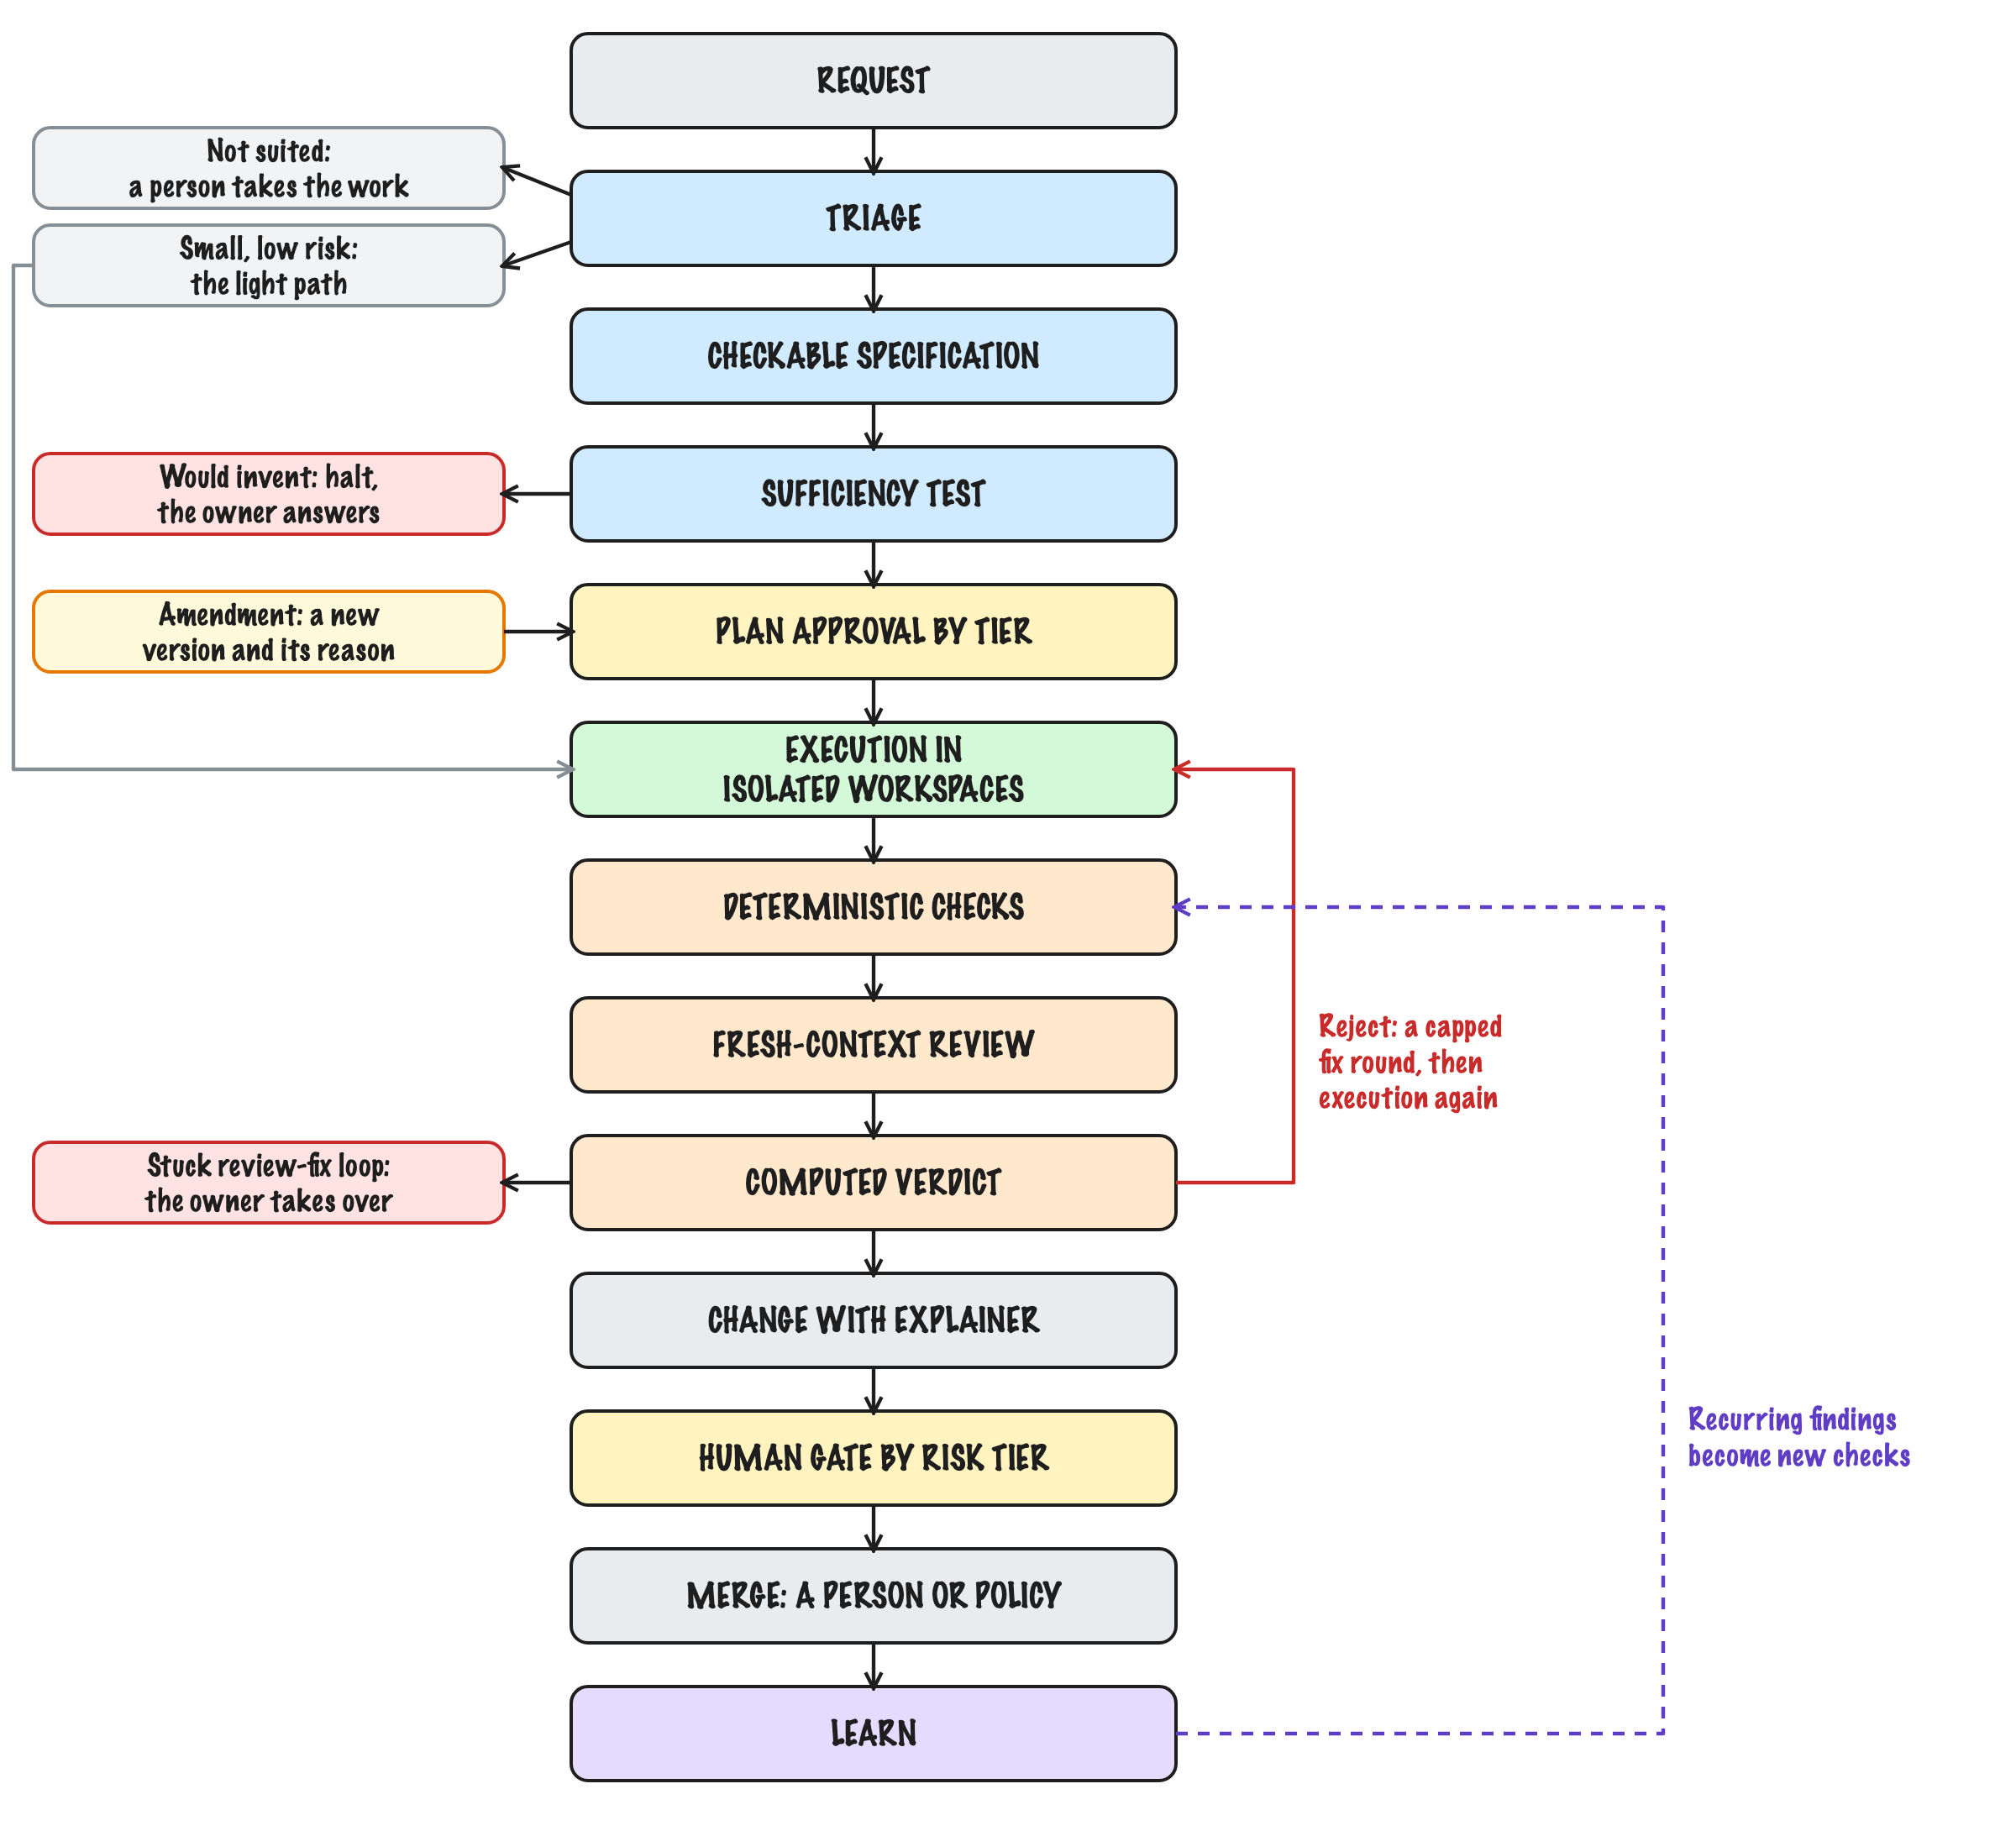 REQUEST
Not suited:
a person takes the work
TRIAGE
Small, low risk:
the light path
CHECKABLE SPECIFICATION
Would invent: halt,
the owner answers
SUFFICIENCY TEST
Amendment: a new
version and its reason
PLAN APPROVAL BY TIER
EXECUTION IN
ISOLATED WORKSPACES
DETERMINISTIC CHECKS
FRESH-CONTEXT REVIEW
Reject: a capped
fix round, then
execution again
Stuck review-fix loop:
the owner takes over
COMPUTED VERDICT
CHANGE WITH EXPLAINER
HUMAN GATE BY RISK TIER
Recurring findings
become new checks
MERGE: A PERSON OR POLICY
LEARN